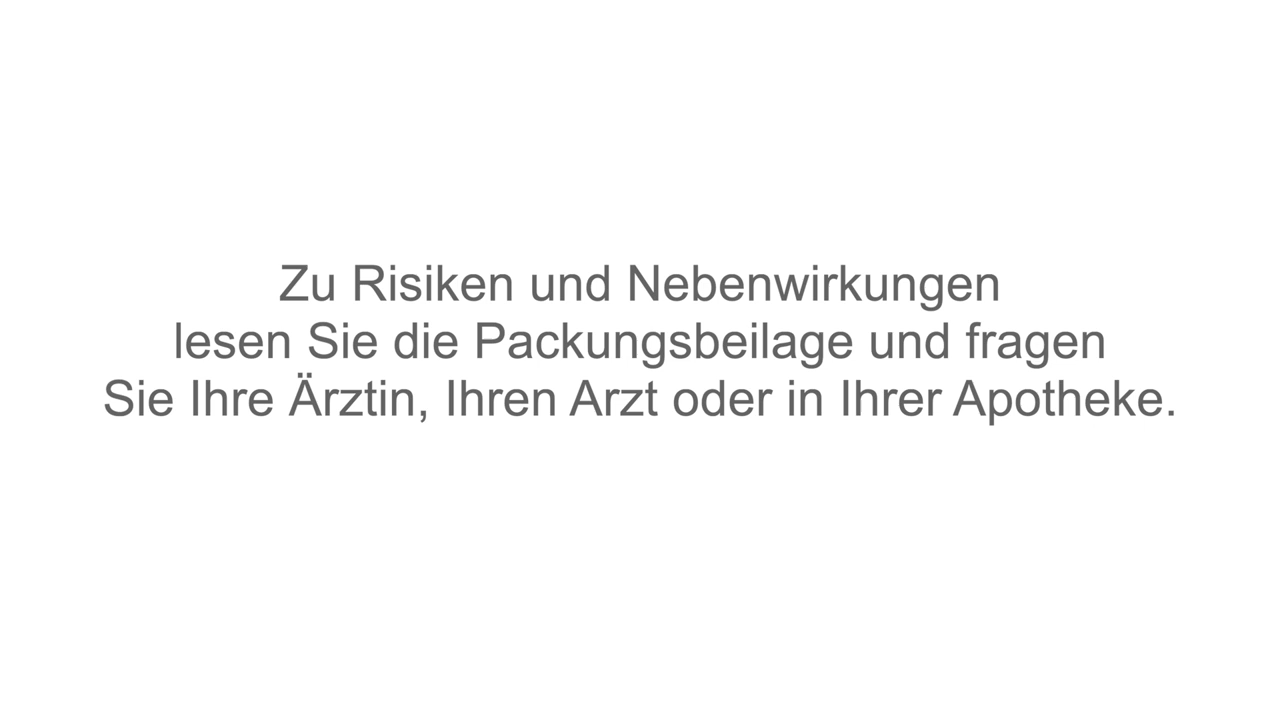 Zu Risiken und Nebenwirkungen
lesen Sie die Packungsbeilage und fragen
Sie Ihre Ärztin, Ihren Arzt oder in Ihrer Apotheke.